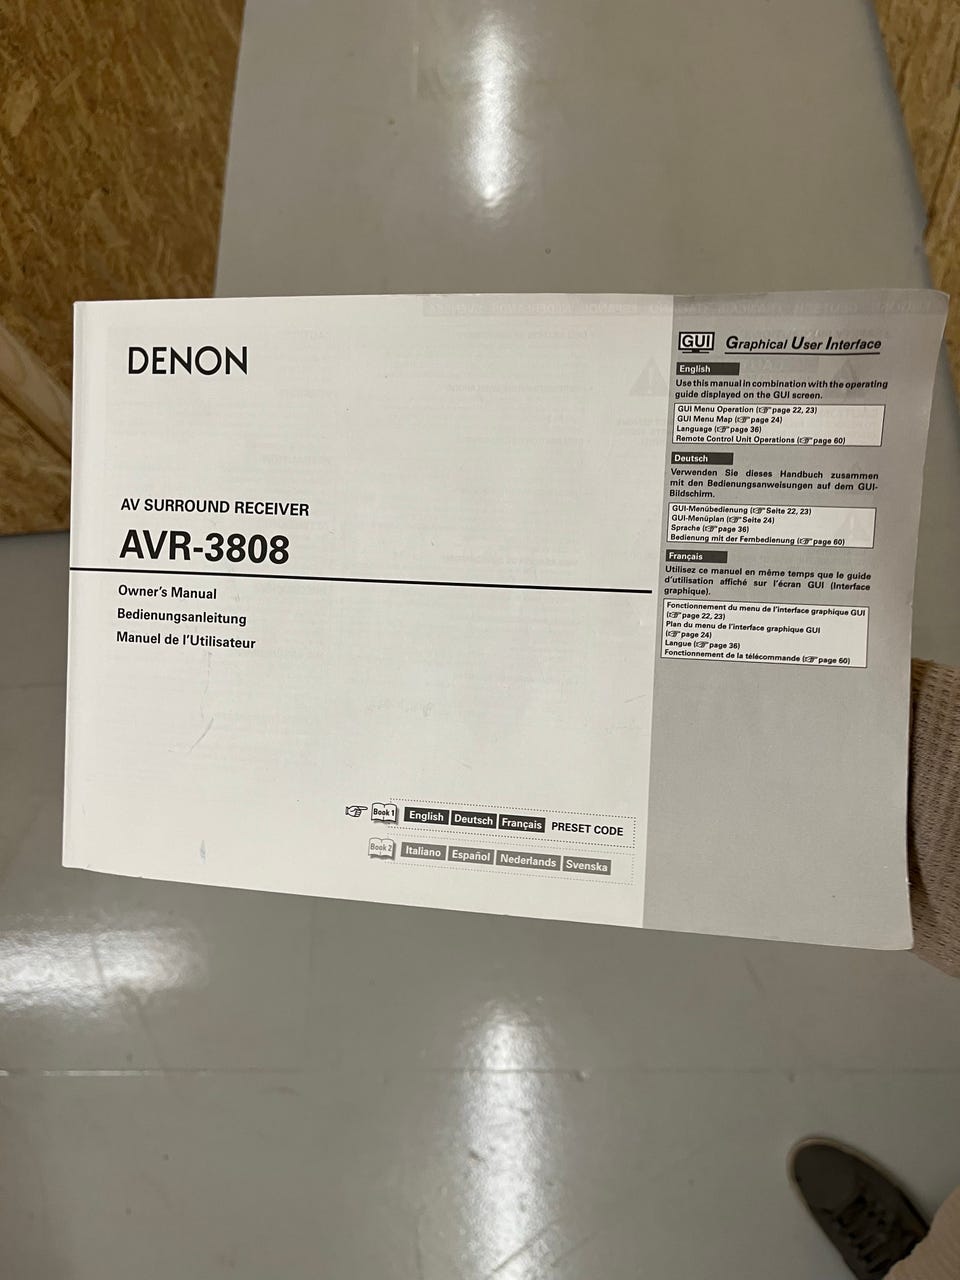 DENON
AV SURROUND RECEIVER
AVR-3808
Owner's Manual
Bedienungsanleitung
Manuel de l'Utilisateur
Book 1 English Deutsch Français PRESET CODE
Book 2 Italiano Español Nederlands Svenska
GUI Graphical User Interface
English
Use this manual in combination with the operating
guide displayed on the GUI screen.
GUI Menu Operation (☞page 22, 23)
GUI Menu Map (☞page 24)
Language (☞page 36)
Remote Control Unit Operations (☞page 60)
Deutsch
Verwenden Sie dieses Handbuch zusammen
mit den Bedienungsanweisungen auf dem GUI-
Bildschirm.
GUI-Menübedienung (☞Seite 22, 23)
GUI-Menüplan (☞Seite 24)
Sprache (☞page 36)
Bedienung mit der Fernbedienung (☞page 60)
Français
Utilisez ce manuel en même temps que le guide
d'utilisation affiché sur l'écran GUI (Interface
graphique).
Fonctionnement du menu de l'interface graphique GUI
(☞page 22, 23)
Plan du menu de l'interface graphique GUI
(☞page 24)
Langue (☞page 36)
Fonctionnement de la télécommande (☞page 60)